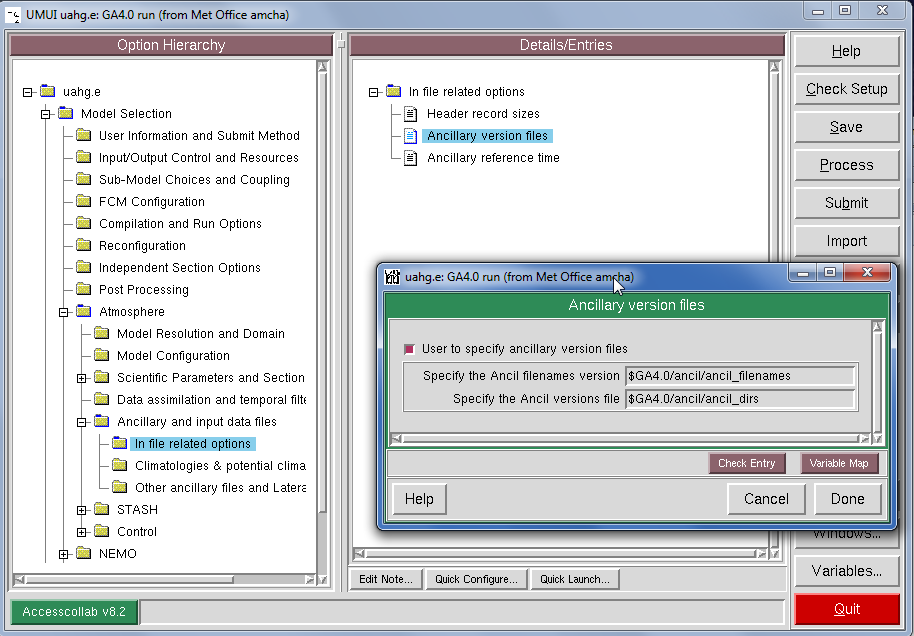 UMUI uahg.e: GA4.0 run (from Met Office amcha)
Option Hierarchy
uahg.e
Model Selection
User Information and Submit Method
Input/Output Control and Resources
Sub-Model Choices and Coupling
FCM Configuration
Compilation and Run Options
Reconfiguration
Independent Section Options
Post Processing
Atmosphere
Model Resolution and Domain
Model Configuration
Scientific Parameters and Section
Data assimilation and temporal filte
Ancillary and input data files
In file related options
Climatologies & potential clima
Other ancillary files and Latera
STASH
Control
NEMO
Details/Entries
In file related options
Header record sizes
Ancillary version files
Ancillary reference time
Edit Note...
Quick Configure...
Quick Launch...
Help
Check Setup
Save
Process
Submit
Import
Windows...
Variables...
Quit
uahg.e: GA4.0 run (from Met Office amcha)
Ancillary version files
User to specify ancillary version files
Specify the Ancil filenames version $GA4.0/ancil/ancil_filenames
Specify the Ancil versions file $GA4.0/ancil/ancil_dirs
Check Entry
Variable Map
Help
Cancel
Done
Accesscollab v8.2